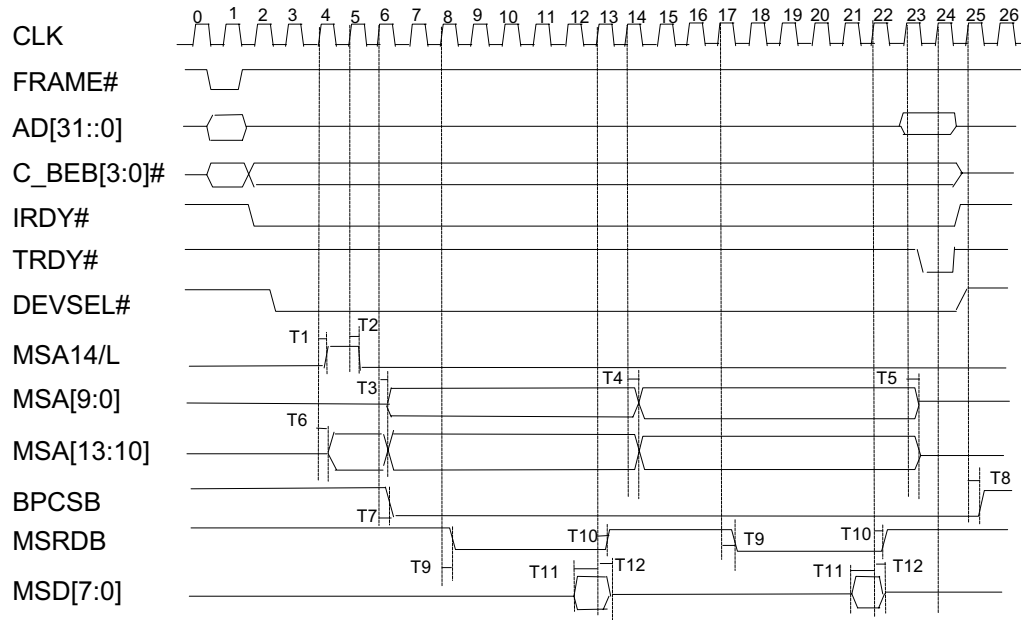 0 1 2 3 4 5 6 7 8 9 10 11 12 13 14 15 16 17 18 19 20 21 22 23 24 25 26
CLK
FRAME#
AD[31::0]
C_BEB[3:0]#
IRDY#
TRDY#
DEVSEL#
T1 T2
MSA14/L
T3 T4 T5
MSA[9:0]
T6
MSA[13:10]
T8
BPCSB
T7
MSRDB
T10 T9 T10
T9 T11 T12 T11 T12
MSD[7:0]